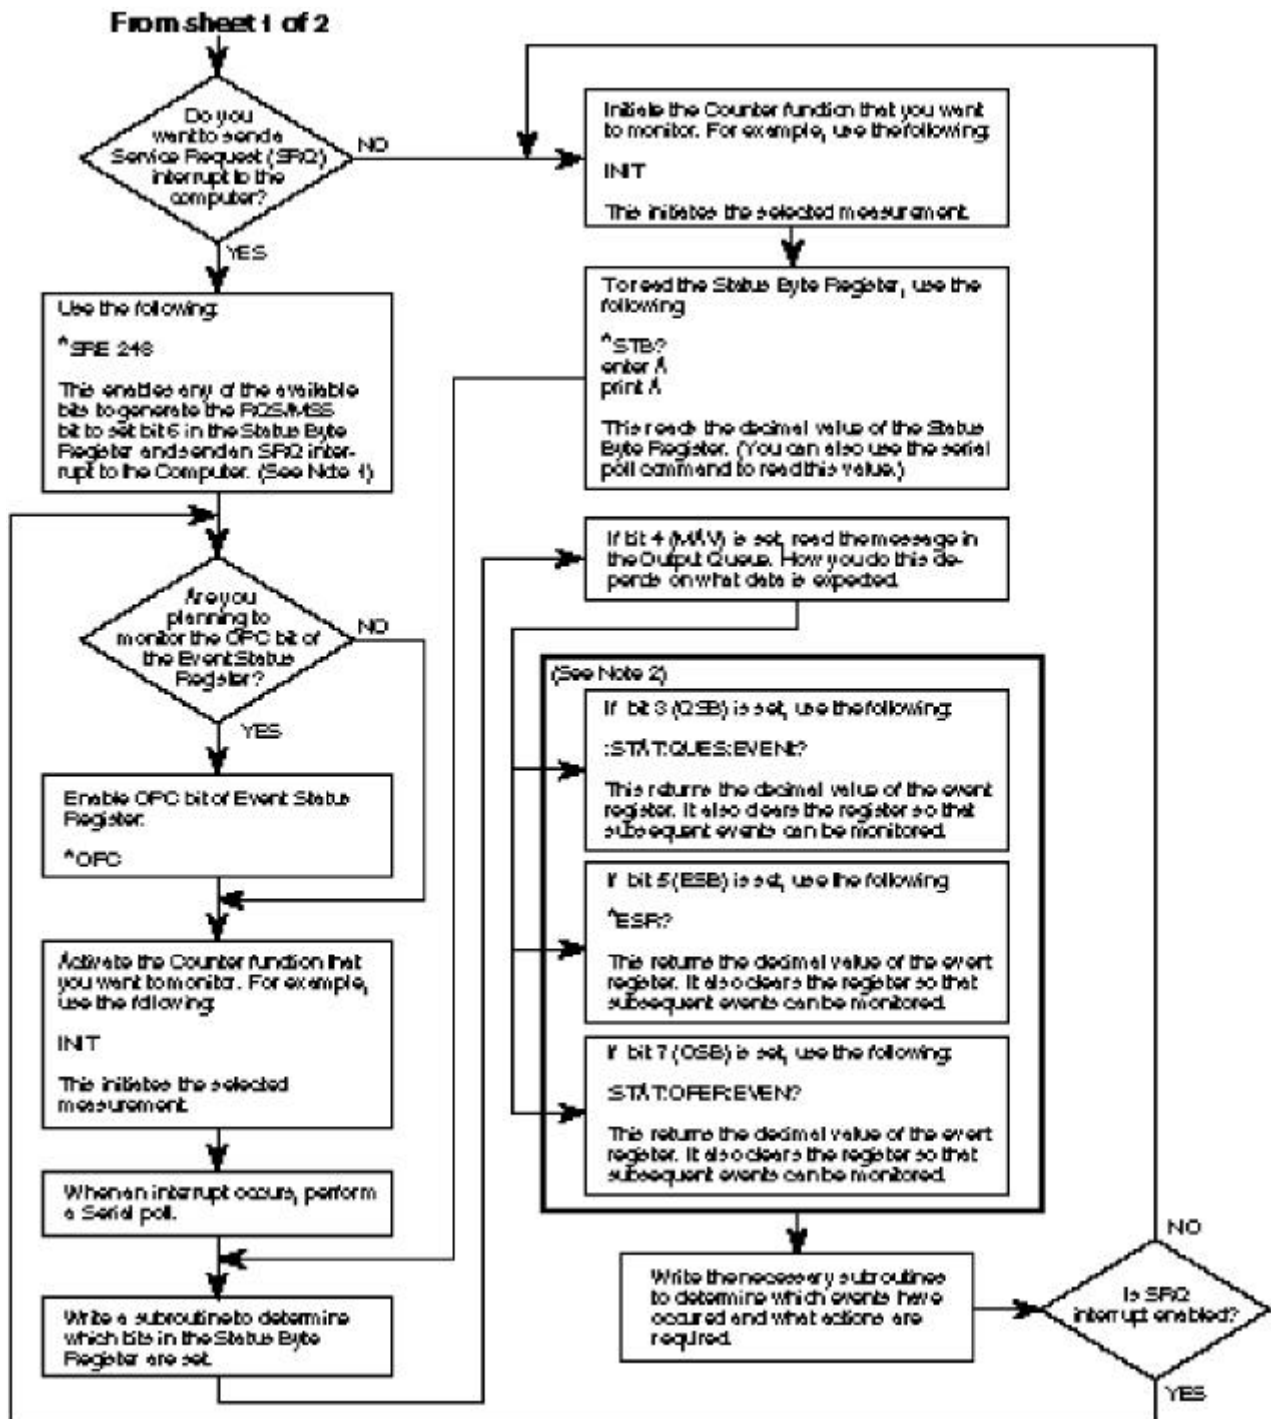 From sheet 1 of 2
Do you
want to send a
Service Request (SRQ)
interrupt to the
computer?
NO
YES
Use the following:
*SRE 248
This enables any of the available
bits to generate the RQS/MSS
bit to set bit 6 in the Status Byte
Register and send an SRQ inter-
rupt to the Computer. (See Note 1)
Are you
planning to
monitor the OPC bit of
the Event Status
Register?
NO
YES
Enable OPC bit of Event Status
Register.
*OPC
Activate the Counter function that
you want to monitor. For example,
use the following:
INIT
This initiates the selected
measurement.
When an interrupt occurs, perform
a Serial poll.
Write a subroutine to determine
which bits in the Status Byte
Register are set.
Initiate the Counter function that you want
to monitor. For example, use the following:
INIT
This initiates the selected measurement.
To read the Status Byte Register, use the
following:
*STB?
enter A
print A
This reads the decimal value of the Status
Byte Register. (You can also use the serial
poll command to read this value.)
If bit 4 (MAV) is set, read the message in
the Output Queue. How you do this de-
pends on what data is expected.
(See Note 2)
If bit 3 (QSB) is set, use the following:
:STAT:QUES:EVENT?
This returns the decimal value of the event
register. It also clears the register so that
subsequent events can be monitored.
If bit 5 (ESB) is set, use the following
*ESR?
This returns the decimal value of the event
register. It also clears the register so that
subsequent events can be monitored.
If bit 7 (OSB) is set, use the following:
:STAT:OPER:EVEN?
This returns the decimal value of the event
register. It also clears the register so that
subsequent events can be monitored.
Write the necessary subroutines
to determine which events have
occured and what actions are
required.
Is SRQ
interrupt enabled?
NO
YES